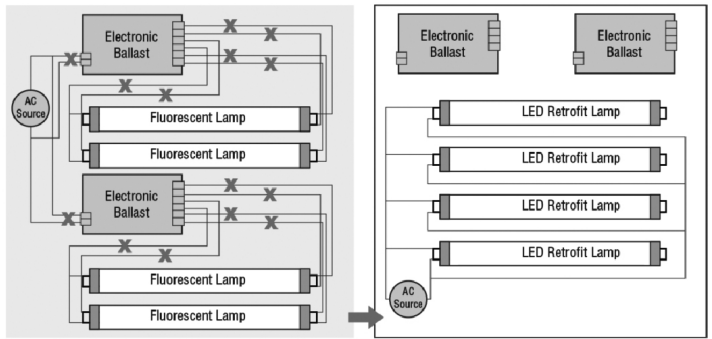 Electronic
Ballast
AC
Source
Fluorescent Lamp
Fluorescent Lamp
Electronic
Ballast
Fluorescent Lamp
Fluorescent Lamp
Electronic
Ballast
Electronic
Ballast
LED Retrofit Lamp
LED Retrofit Lamp
LED Retrofit Lamp
LED Retrofit Lamp
AC
Source